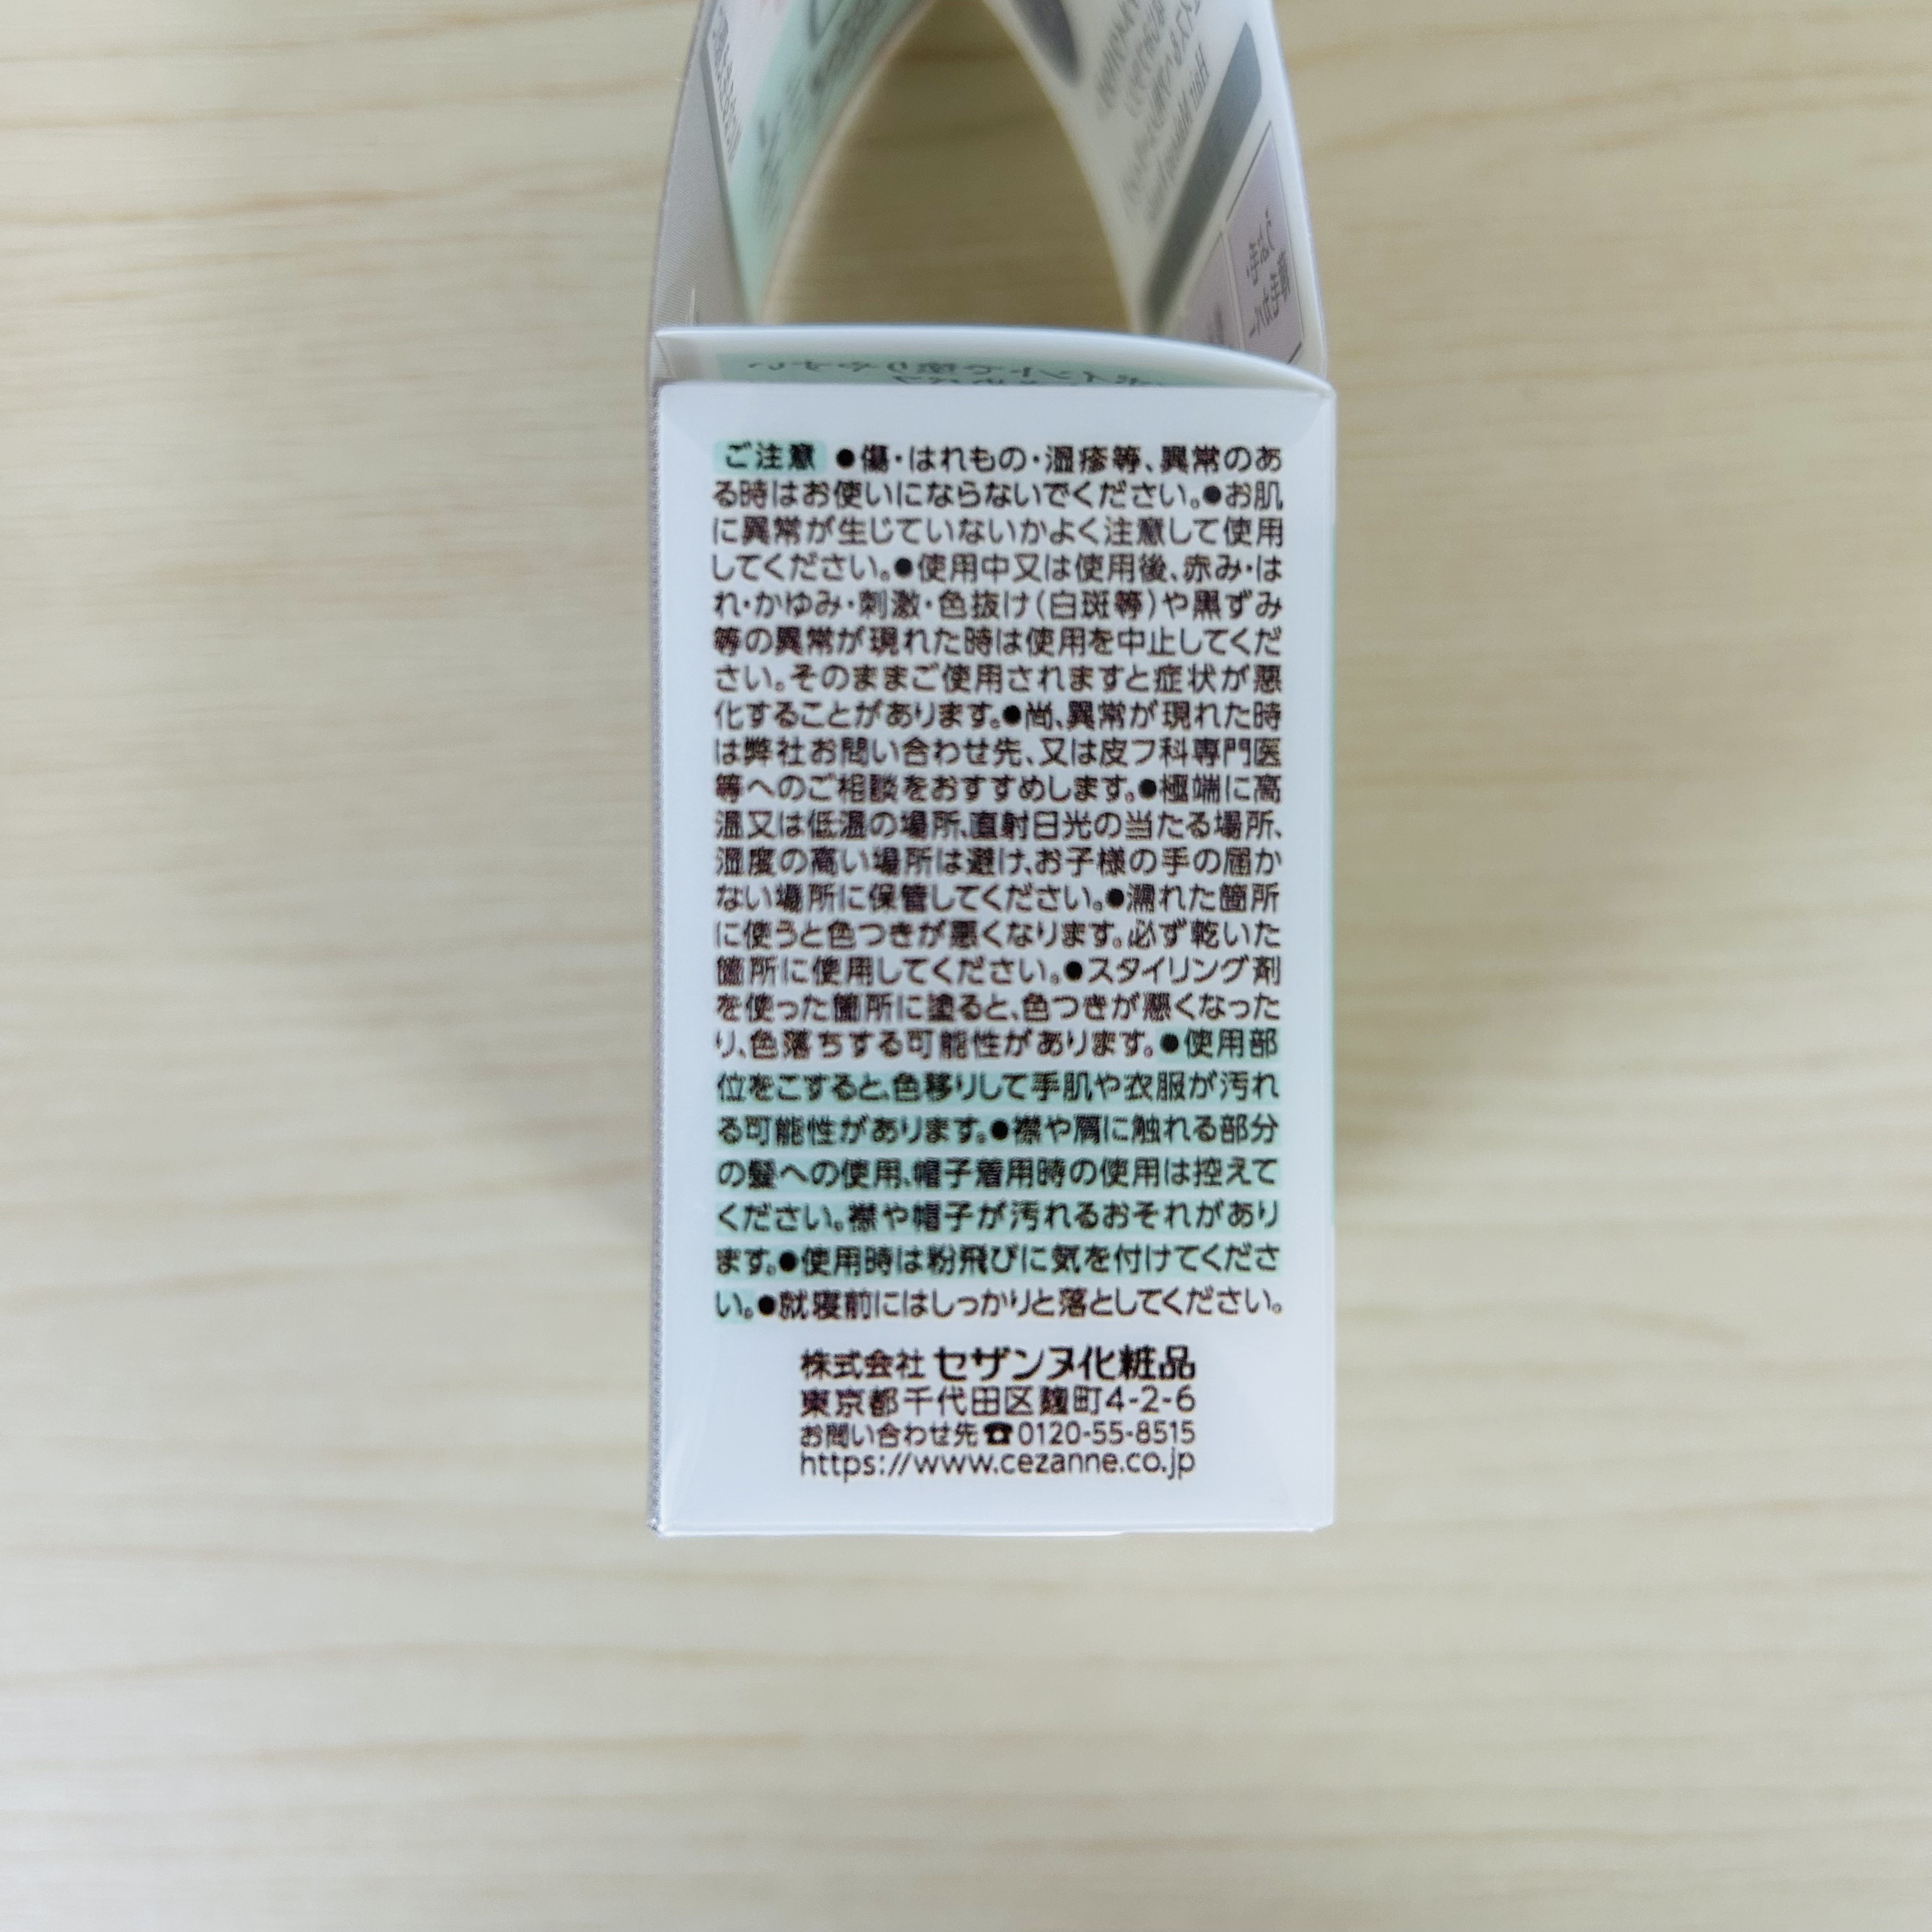 ご注意 ●傷・はれもの・湿疹等、異常のあ
る時はお使いにならないでください。●お肌
に異常が生じていないかよく注意して使用
してください。●使用中又は使用後、赤み・は
れ・かゆみ・刺激・色抜け(白斑等)や黒ずみ
等の異常が現れた時は使用を中止してくだ
さい。そのままご使用されますと症状が悪
化することがあります。●尚、異常が現れた時
は弊社お問い合わせ先、又は皮フ科専門医
等へのご相談をおすすめします。●極端に高
温又は低温の場所、直射日光の当たる場所、
湿度の高い場所は避け、お子様の手の届か
ない場所に保管してください。●濡れた箇所
に使うと色つきが悪くなります。必ず乾いた
箇所に使用してください。●スタイリング剤
を使った箇所に塗ると、色つきが悪くなった
り、色落ちする可能性があります。●使用部
位をこすると、色移りして手肌や衣服が汚れ
る可能性があります。●襟や肩に触れる部分
の髪への使用、帽子着用時の使用は控えて
ください。襟や帽子が汚れるおそれがあり
ます。●使用時は粉飛びに気を付けてくださ
い。●就寝前にはしっかりと落としてください。
株式会社 セザンヌ化粧品
東京都千代田区麹町4-2-6
お問い合わせ先☎0120-55-8515
https://www.cezanne.co.jp